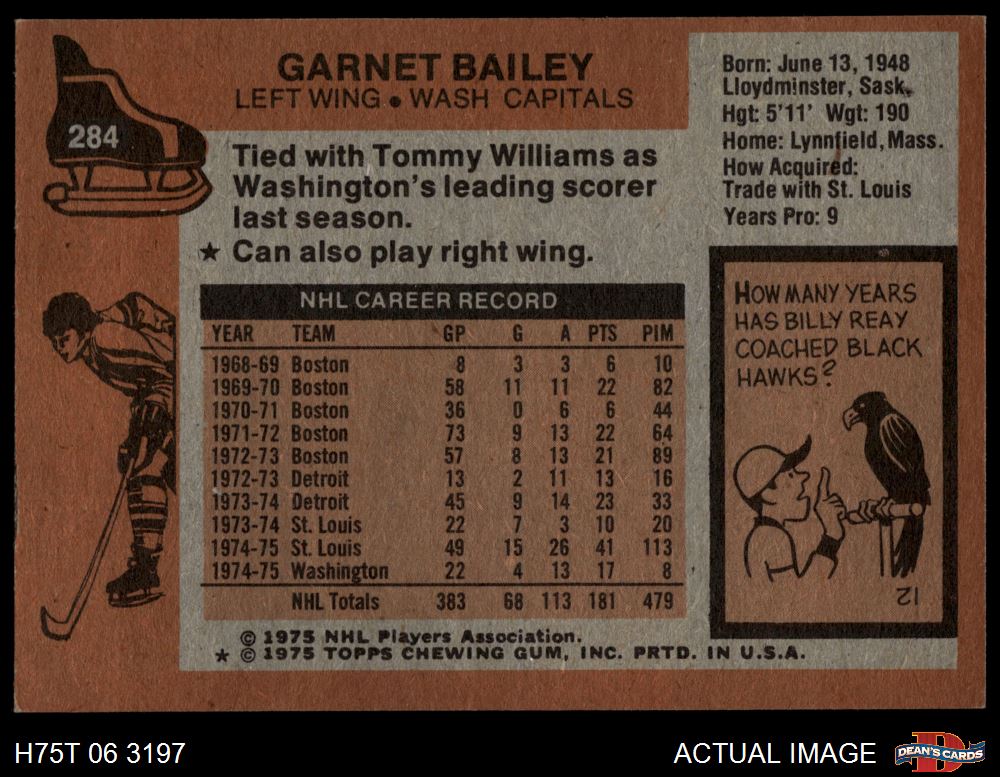 284
GARNET BAILEY
LEFT WING ● WASH CAPITALS
Tied with Tommy Williams as
Washington's leading scorer
last season.
★ Can also play right wing.
NHL CAREER RECORD
YEAR TEAM GP G A PTS PIM
1968-69 Boston 8 3 3 6 10
1969-70 Boston 58 11 11 22 82
1970-71 Boston 36 0 6 6 44
1971-72 Boston 73 9 13 22 64
1972-73 Boston 57 8 13 21 89
1972-73 Detroit 13 2 11 13 16
1973-74 Detroit 45 9 14 23 33
1973-74 St. Louis 22 7 3 10 20
1974-75 St. Louis 49 15 26 41 113
1974-75 Washington 22 4 13 17 8
NHL Totals 383 68 113 181 479
© 1975 NHL Players Association.
★ © 1975 TOPPS CHEWING GUM, INC. PRTD. IN U.S.A.
Born: June 13, 1948
Lloydminster, Sask.
Hgt: 5'11' Wgt: 190
Home: Lynnfield, Mass.
How Acquired:
Trade with St. Louis
Years Pro: 9
HOW MANY YEARS
HAS BILLY REAY
COACHED BLACK
HAWKS?
12
H75T 06 3197
ACTUAL IMAGE
D
DEAN'S CARDS